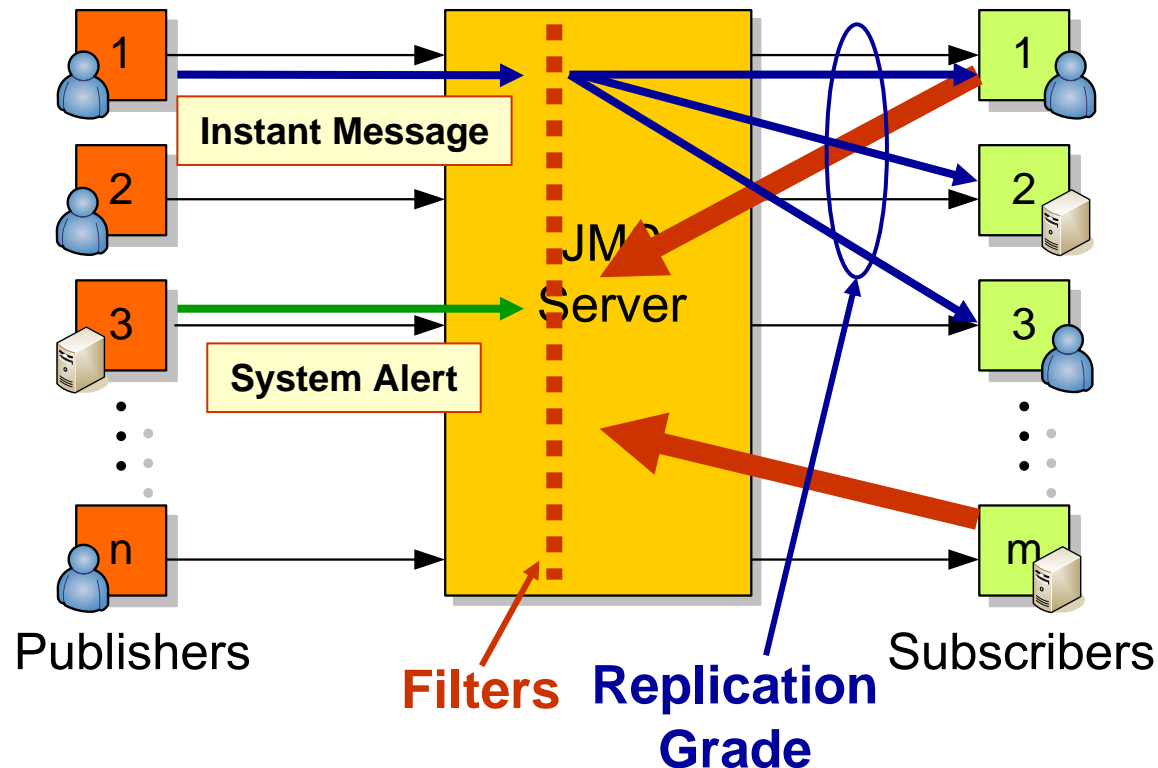 1
1
Instant Message
2
2
JMS
Server
3
3
System Alert
n
m
Publishers
Subscribers
Filters
Replication
Grade